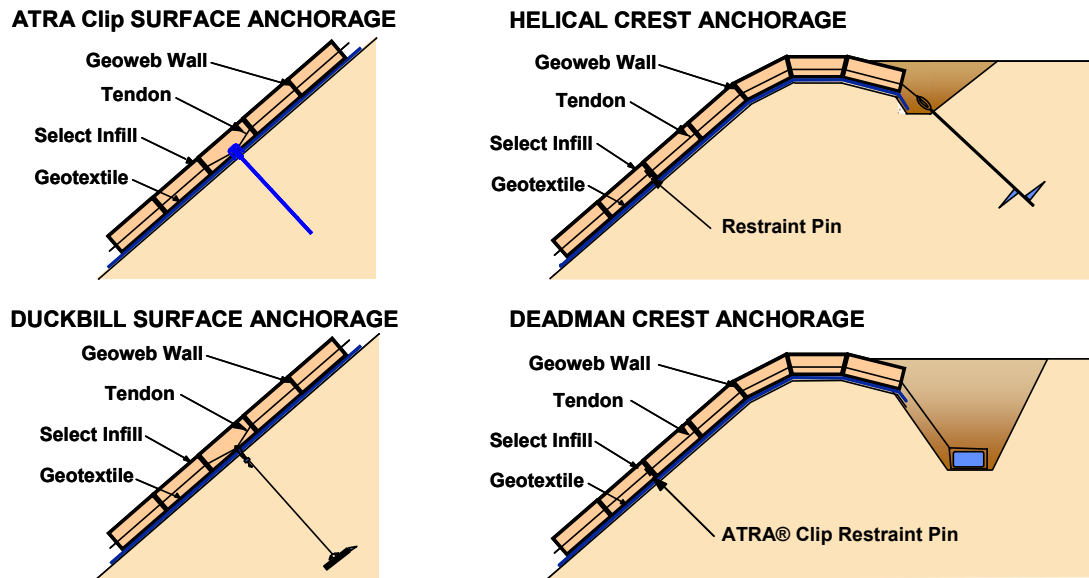 ATRA Clip SURFACE ANCHORAGE
Geoweb Wall
Tendon
Select Infill
Geotextile
HELICAL CREST ANCHORAGE
Geoweb Wall
Tendon
Select Infill
Geotextile
Restraint Pin
DUCKBILL SURFACE ANCHORAGE
Geoweb Wall
Tendon
Select Infill
Geotextile
DEADMAN CREST ANCHORAGE
Geoweb Wall
Tendon
Select Infill
Geotextile
ATRA® Clip Restraint Pin